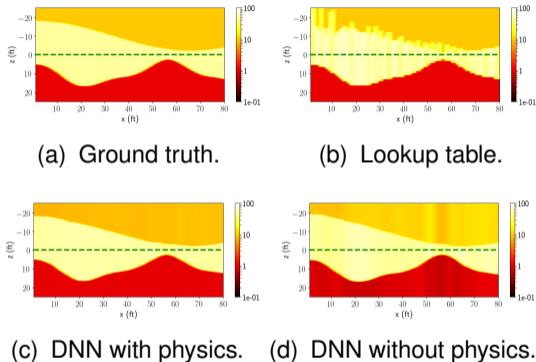 −20
−10
0
10
20
z (ft)
10 20 30 40 50 60 70 80
x (ft)
100
10
1
1e-01
(a) Ground truth.
−20
−10
0
10
20
z (ft)
10 20 30 40 50 60 70 80
x (ft)
100
10
1
1e-01
(b) Lookup table.
−20
−10
0
10
20
z (ft)
10 20 30 40 50 60 70 80
x (ft)
100
10
1
1e-01
(c) DNN with physics.
−20
−10
0
10
20
z (ft)
10 20 30 40 50 60 70 80
x (ft)
100
10
1
1e-01
(d) DNN without physics.